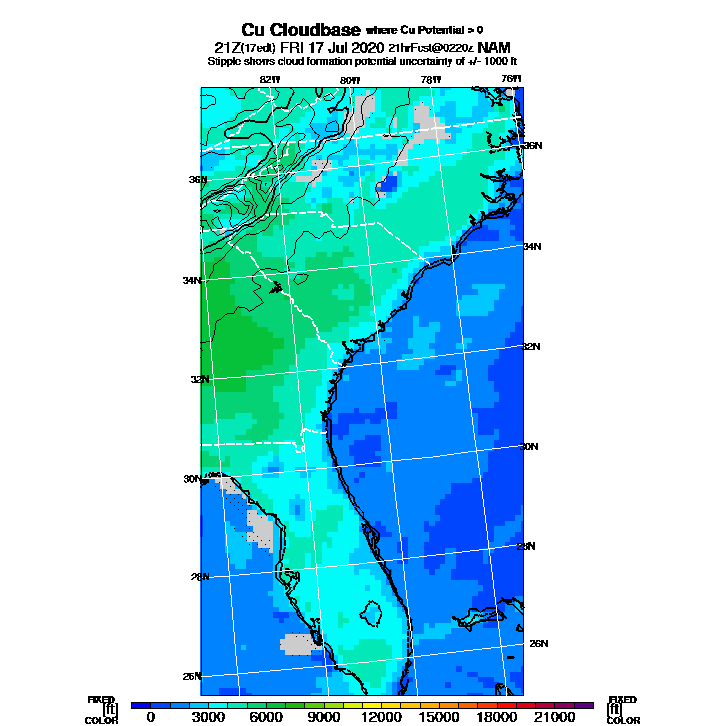 Cu Cloudbase where Cu Potential > 0
21Z(17edt) FRI 17 Jul 2020 21hrFcst@0220z NAM
Stipple shows cloud formation potential uncertainty of +/- 1000 ft
82W 80W 78W 76W
36N
36N
34N
34N
32N
32N
30N
30N
28N
28N
26N
26N
FIXED FIXED
[ft] [ft]
COLOR COLOR
0 3000 6000 9000 12000 15000 18000 21000